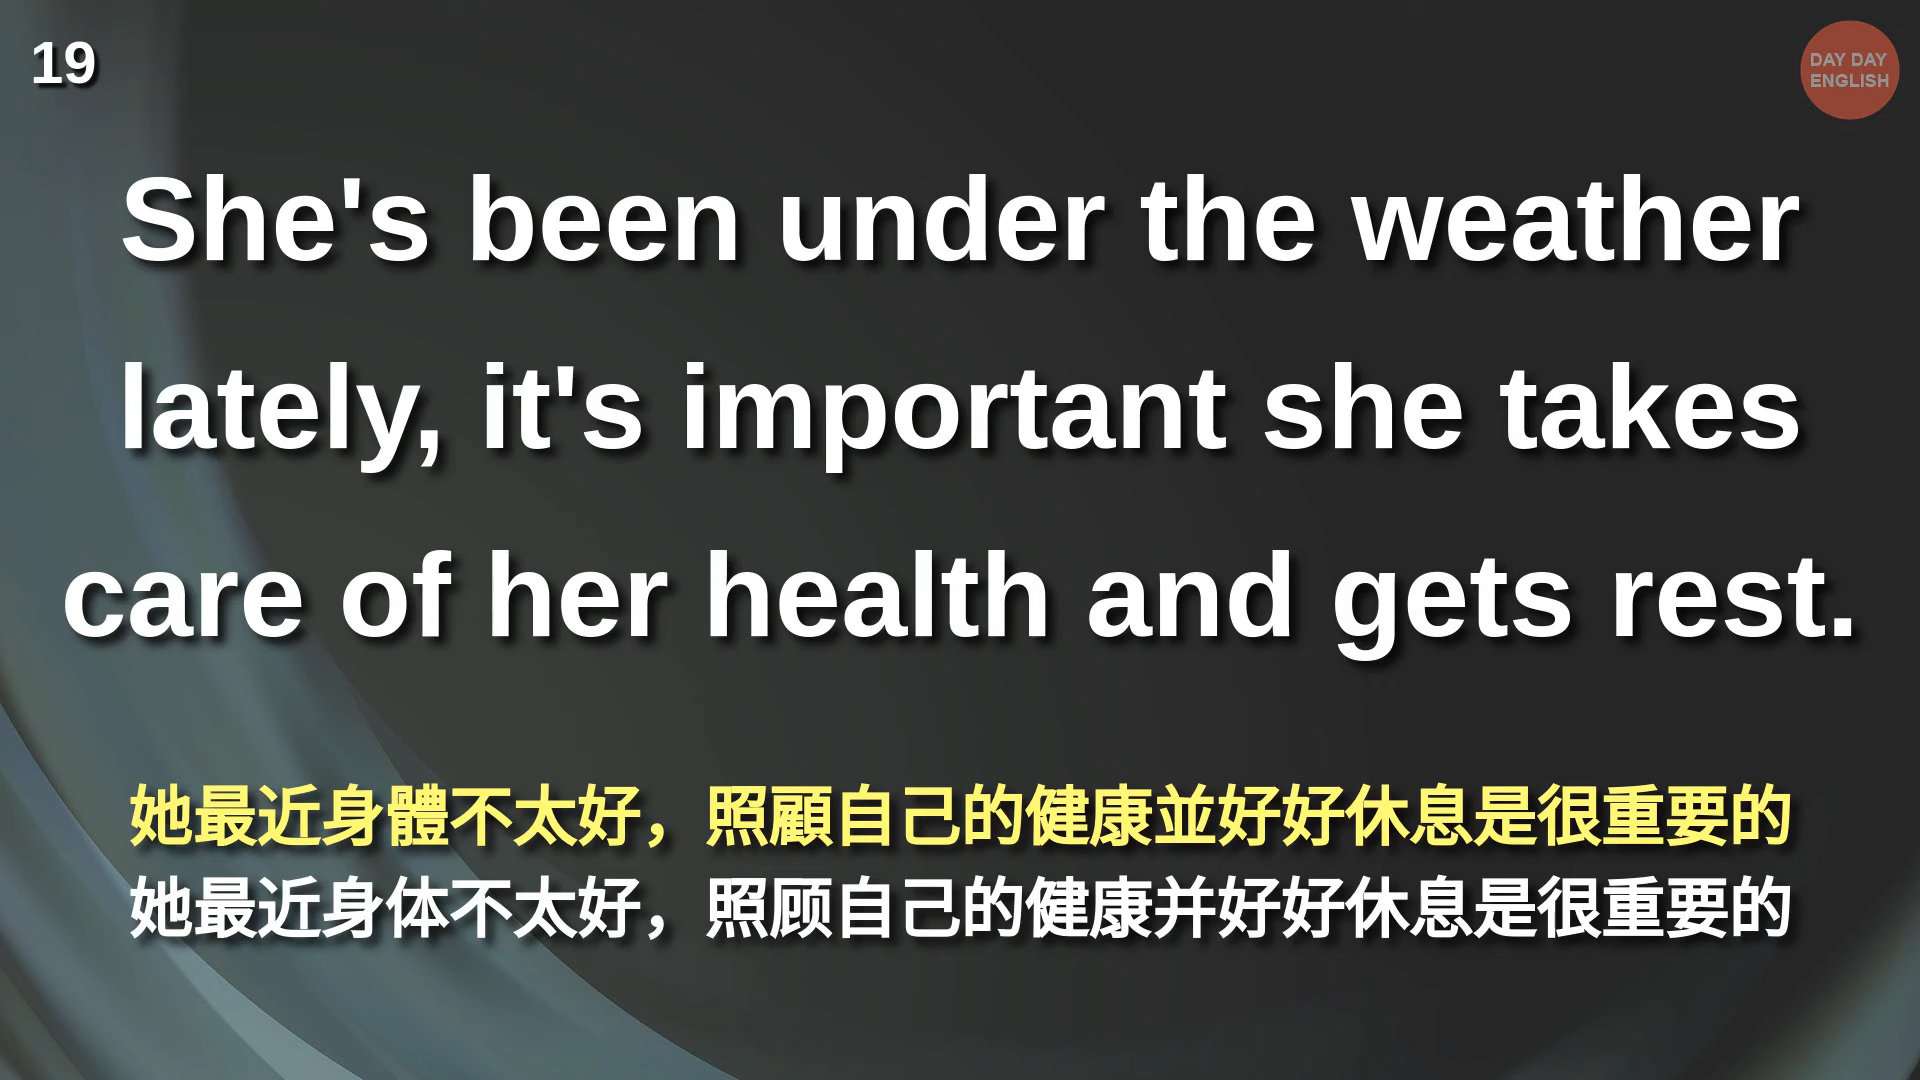 19
DAY DAY
ENGLISH
She's been under the weather
lately, it's important she takes
care of her health and gets rest.
她最近身體不太好，照顧自己的健康並好好休息是很重要的
她最近身体不太好，照顾自己的健康并好好休息是很重要的